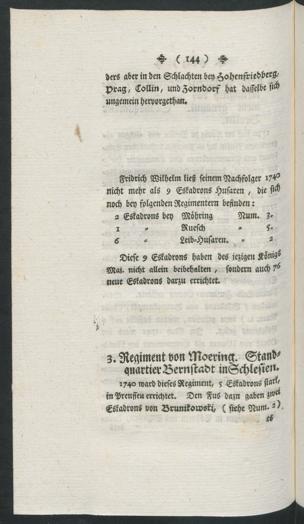 ( 144 )
ders aber in den Schlachten bey Hohenfriedberg,
Prag, Collin, und Zorndorf hat dasselbe sich
ungemein hervorgethan.
Fridrich Wilhelm ließ seinem Nachfolger 1740
nicht mehr als 9 Eskadrons Husaren, die sich
noch bey folgenden Regimentern befinden:
2 Eskadrons bey Möhring Num. 3.
1 " Ruesch " 5.
6 " Leib-Husaren. " 2.
Diese 9 Eskadrons haben des jezigen Königs
Maj. nicht allein beibehalten, sondern auch 76
neue Eskadrons darzu errichtet.
3. Regiment von Moering. Stand-
quartier Bernstadt in Schlesien.
1740 ward dieses Regiment, 5 Eskadrons stark,
in Preussen errichtet. Den Fus dazu gaben zwei
Eskadrons von Brunikowski, (siehe Num. 2)
es